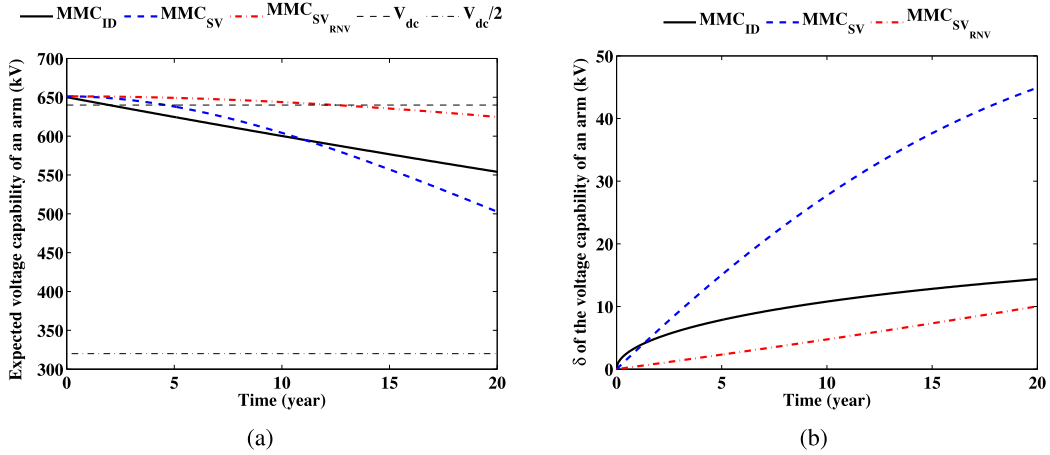 MMC_ID MMC_SV MMC_SV_RNV V_dc V_dc/2
Expected voltage capability of an arm (kV)
700
650
600
550
500
450
400
350
300
0 5 10 15 20
Time (year)
(a)
MMC_ID MMC_SV MMC_SV_RNV
δ of the voltage capability of an arm (kV)
50
40
30
20
10
0
0 5 10 15 20
Time (year)
(b)